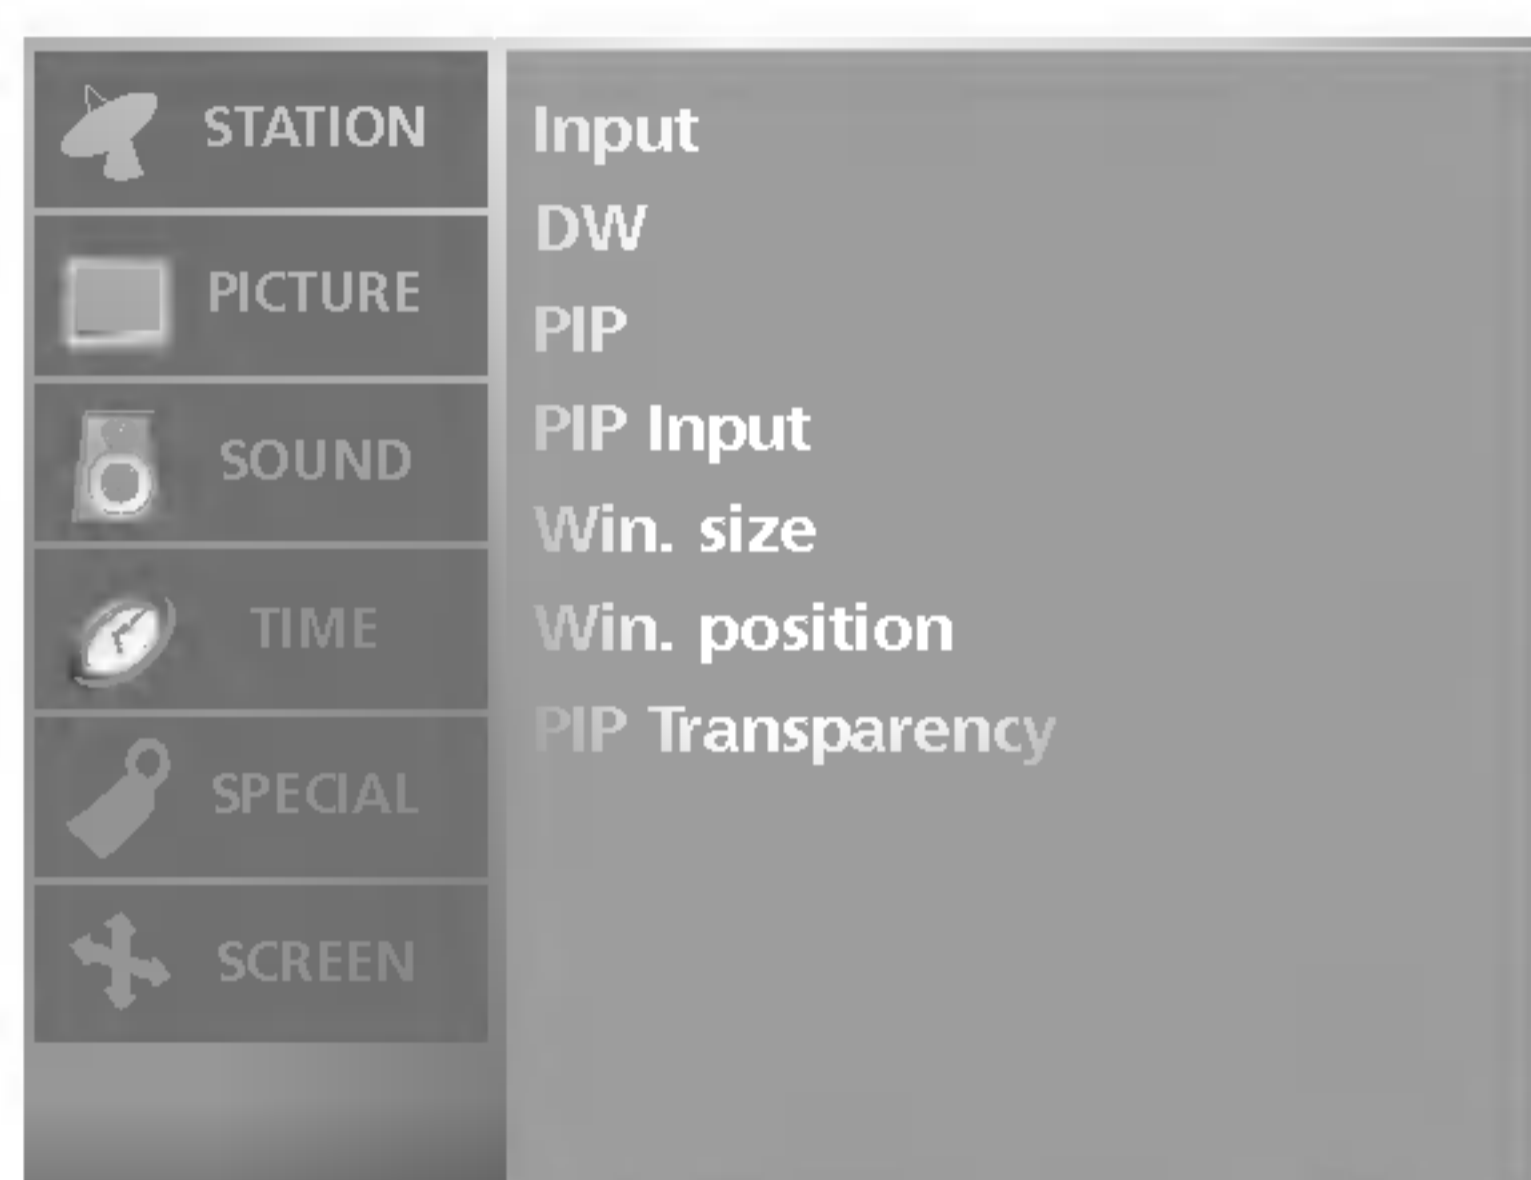 STATION
PICTURE
SOUND
TIME
SPECIAL
SCREEN
Input
DW
PIP
PIP Input
Win. size
Win. position
PIP Transparency